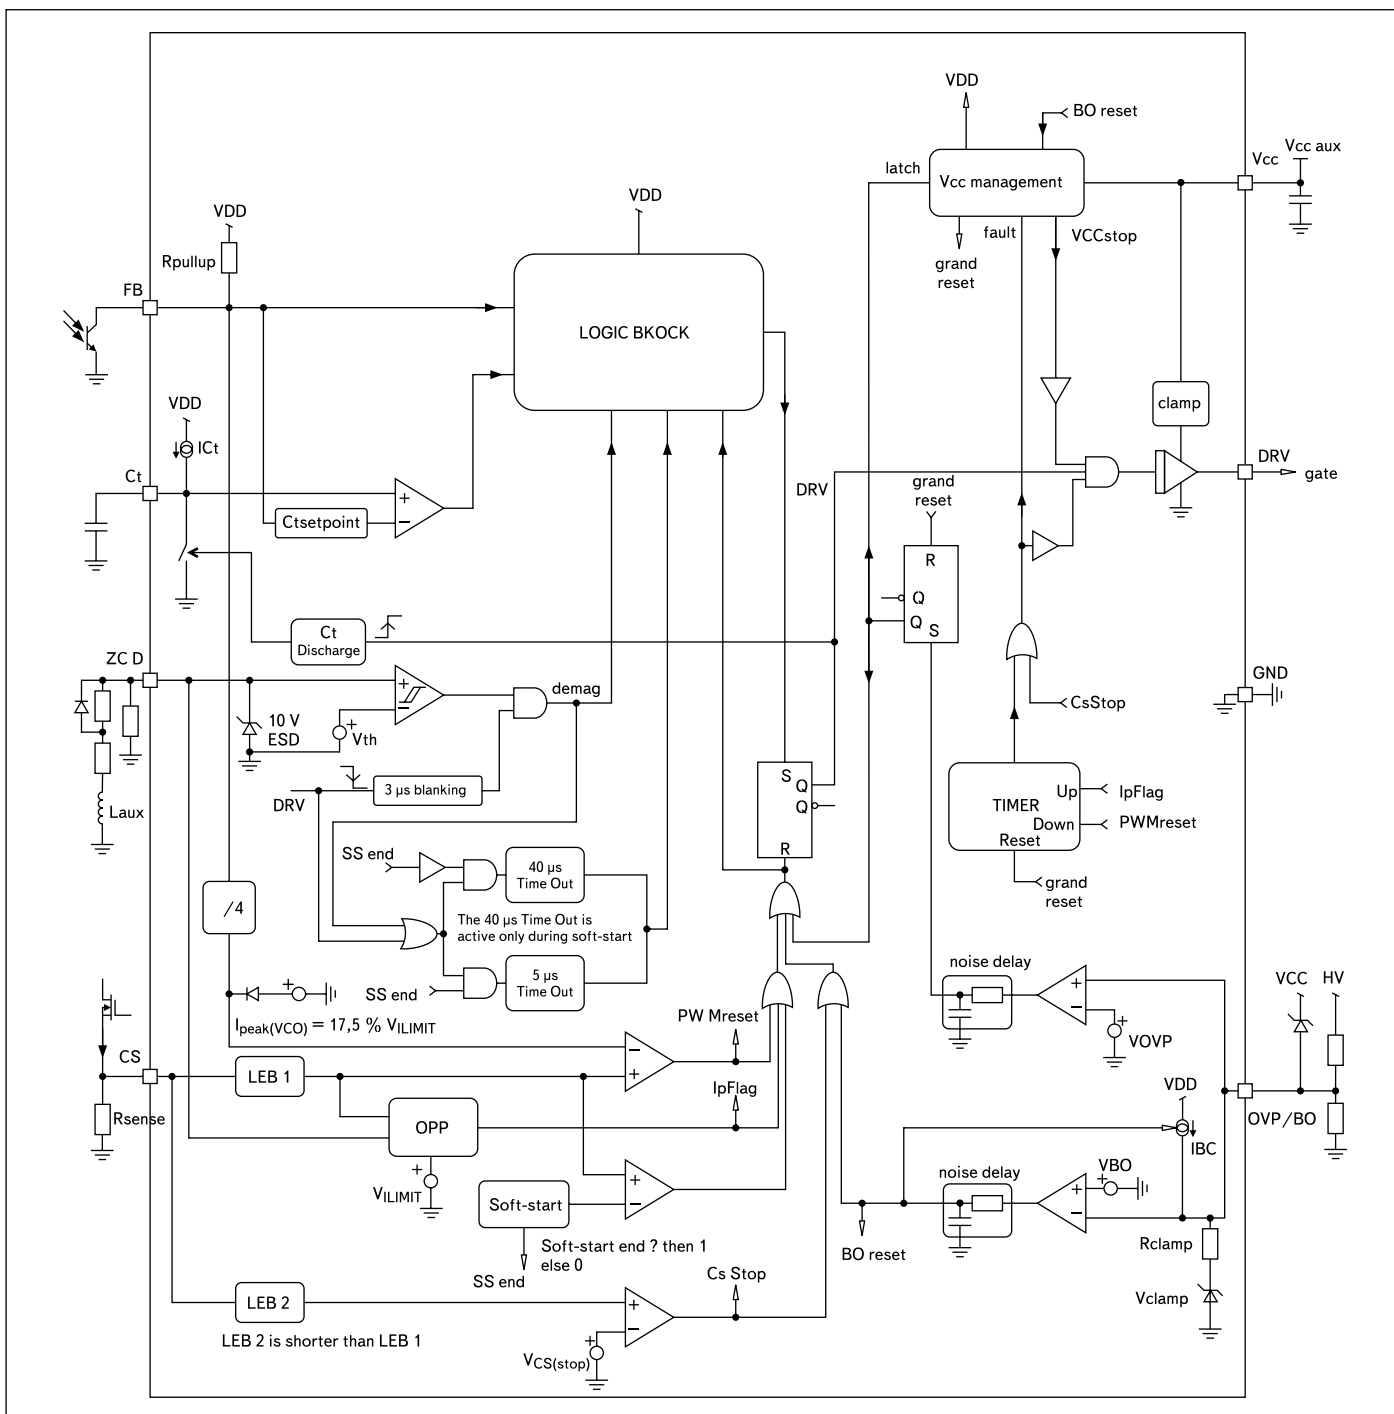 VDD
BO reset
Vcc aux
Vcc
latch
Vcc management
VDD
VDD
fault
VCCstop
grand
reset
Rpullup
FB
LOGIC BKOCK
VDD
clamp
ICt
Ct
DRV
DRV
gate
grand
reset
+
−
Ctsetpoint
R
Q
Q
S
Ct
Discharge
ZC D
GND
demag
+
−
CsStop
10 V
ESD
+
Vth
3 µs blanking
DRV
S
Q
Q
R
Up
IpFlag
TIMER
Down
PWMreset
Reset
Laux
SS end
40 µs
Time Out
grand
reset
/4
The 40 µs Time Out is
active only during soft-start
noise delay
5 µs
Time Out
SS end
+
−
VCC
HV
+
Ipeak(VCO) = 17,5 % VILIMIT
PW Mreset
+
VOVP
−
+
CS
LEB 1
IpFlag
VDD
Rsense
OPP
OVP/BO
IBC
+
VILIMIT
noise delay
VBO
+
+
−
Soft-start
+
−
Rclamp
Soft-start end ? then 1
else 0
BO reset
SS end
Cs Stop
Vclamp
LEB 2
+
−
LEB 2 is shorter than LEB 1
+
VCS(stop)